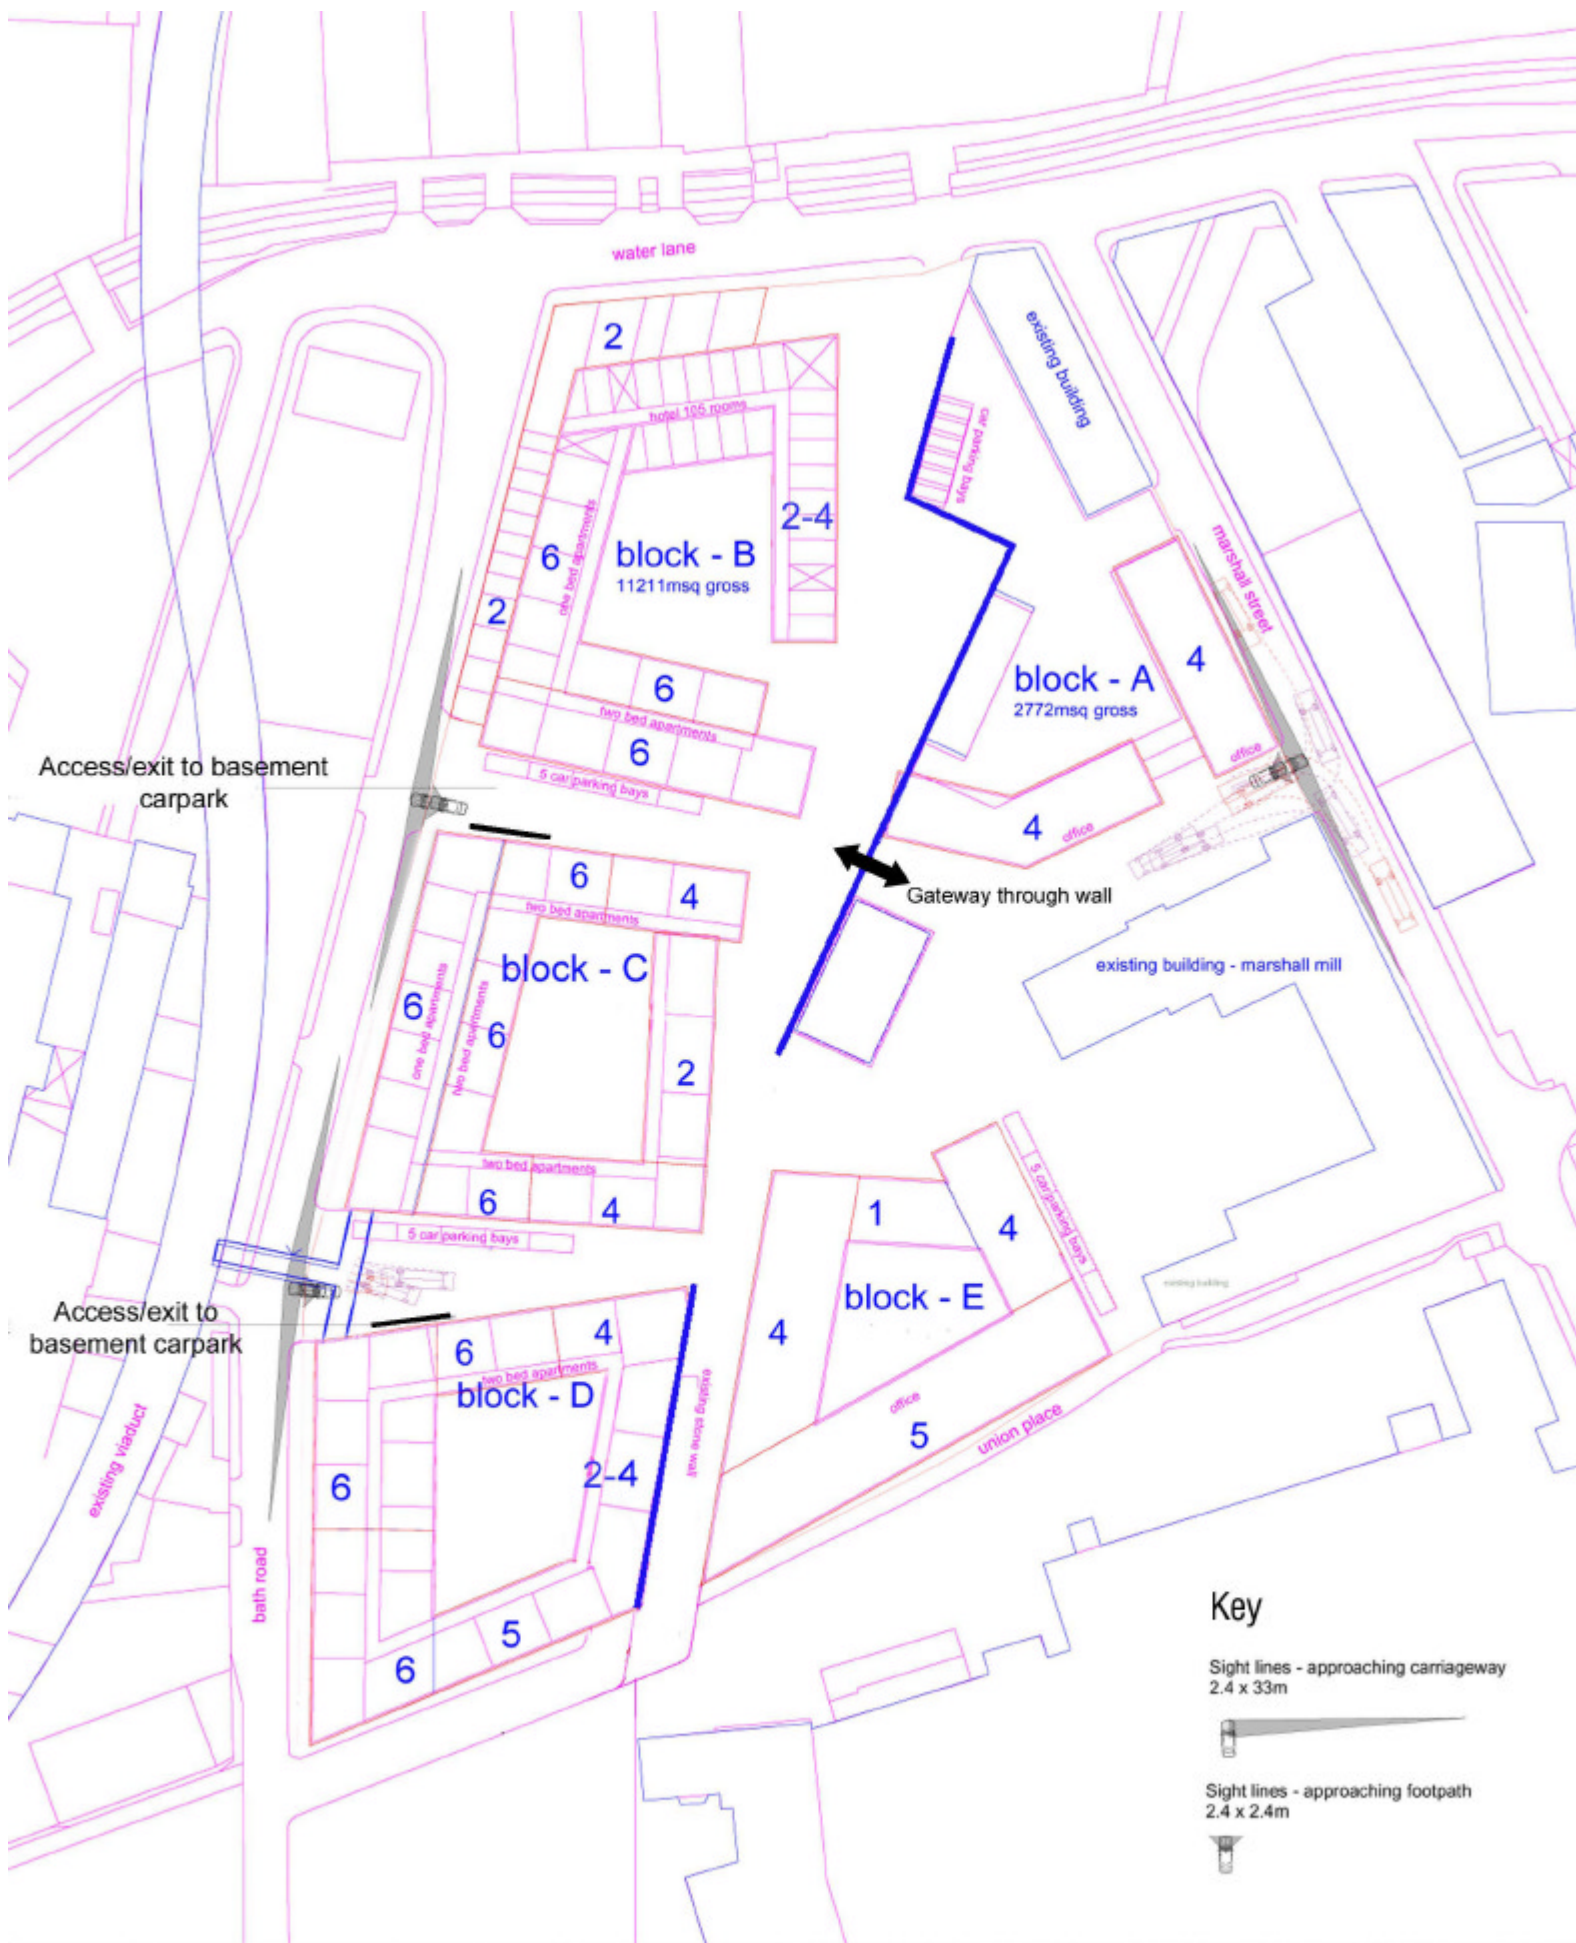 water lane
existing building
2
hotel 105 rooms
car parking bays
2-4
marshall street
block - B
11211msq gross
6
one bed apartments
2
block - A
2772msq gross
4
6
two bed apartments
6
office
Access/exit to basement
carpark
5 car parking bays
4
office
6
4
Gateway through wall
two bed apartments
block - C
existing building - marshall mill
6
one bed apartments
two bed apartments
6
2
two bed apartments
6
4
5 car parking bays
1
4
5 car parking bays
existing building
block - E
4
Access/exit to
basement carpark
6
4
two bed apartments
block - D
existing stone wall
office
5
union place
existing viaduct
6
2-4
bath road
5
6
Key
Sight lines - approaching carriageway
2.4 x 33m
Sight lines - approaching footpath
2.4 x 2.4m